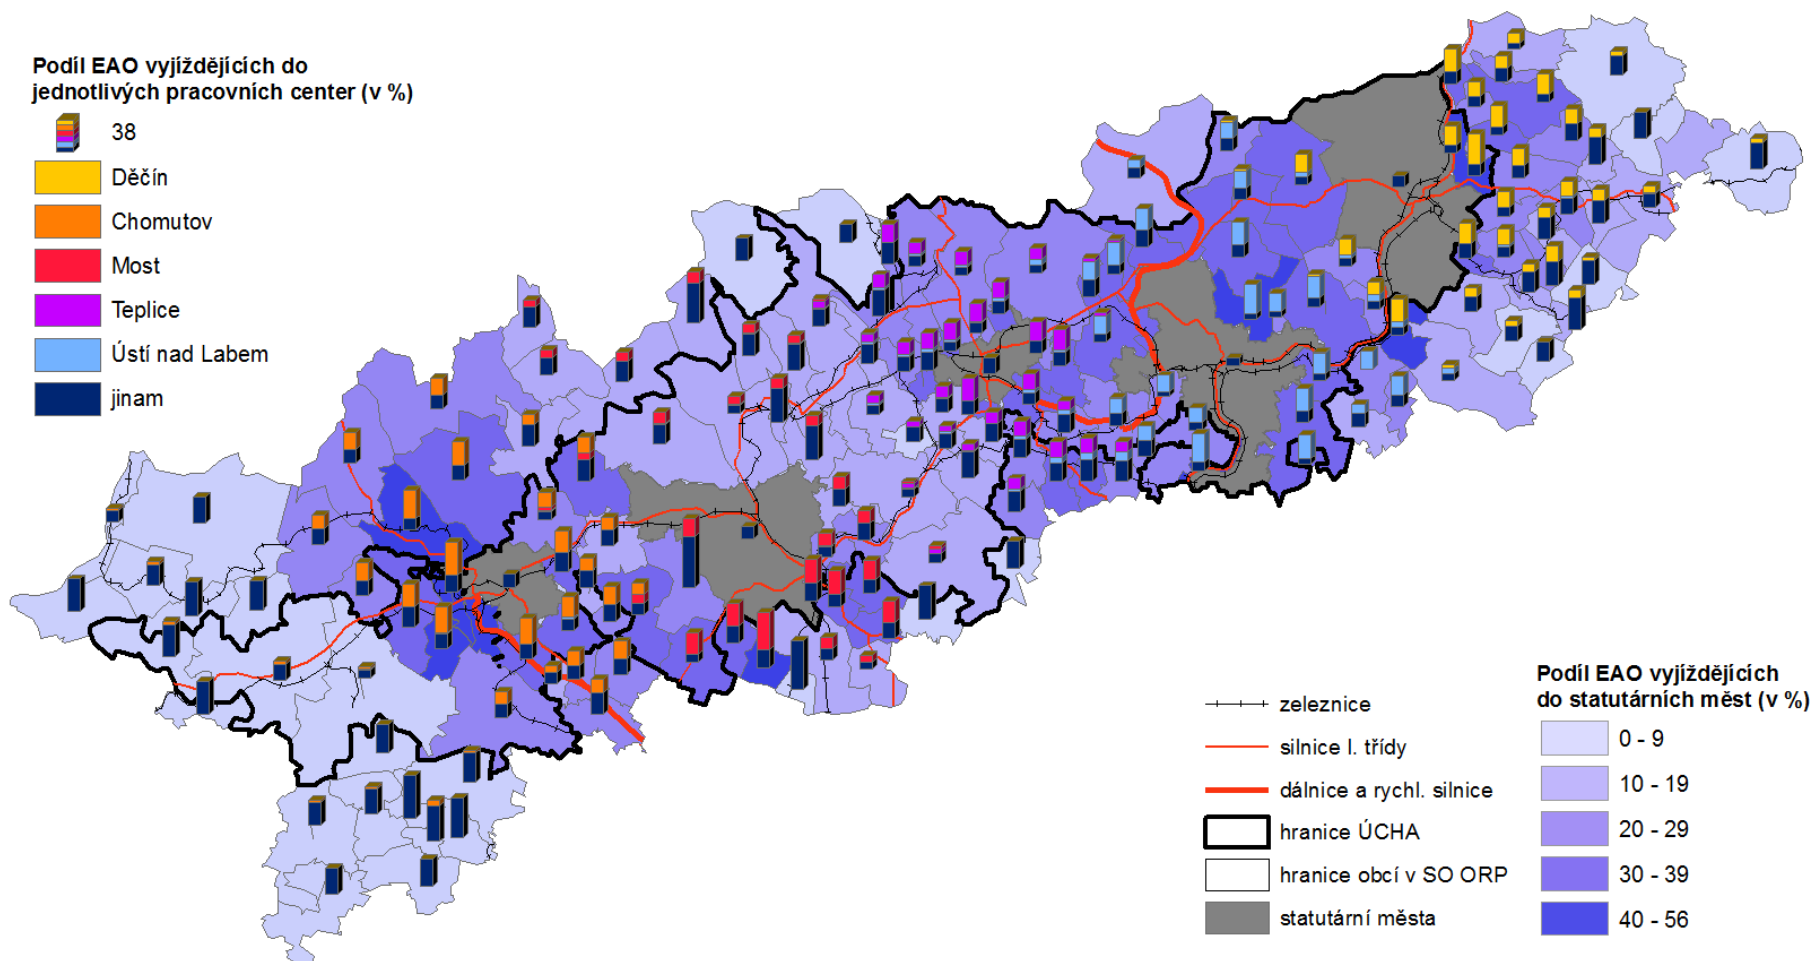 Podíl EAO vyjíždějících do
jednotlivých pracovních center (v %)
38
Děčín
Chomutov
Most
Teplice
Ústí nad Labem
jinam
železnice
silnice I. třídy
dálnice a rychl. silnice
hranice ÚCHA
hranice obcí v SO ORP
statutární města
Podíl EAO vyjíždějících
do statutárních měst (v %)
0 - 9
10 - 19
20 - 29
30 - 39
40 - 56